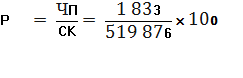 Р = ЧП/СК = 1 833/519 876 × 100